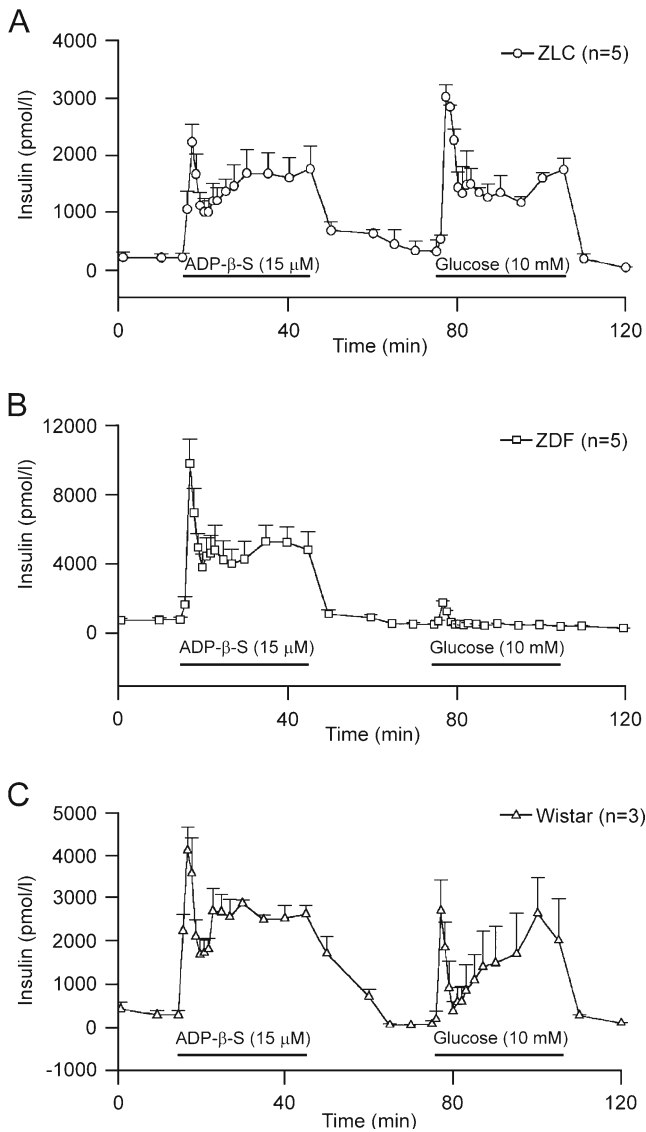 A
4000
ZLC (n=5)
3000
2000
1000
0
Insulin (pmol/l)
ADP-β-S (15 μM)
Glucose (10 mM)
0
40
80
120
Time (min)
B
12000
ZDF (n=5)
8000
4000
0
Insulin (pmol/l)
ADP-β-S (15 μM)
Glucose (10 mM)
0
40
80
120
Time (min)
C
5000
Wistar (n=3)
4000
3000
2000
1000
0
-1000
Insulin (pmol/l)
ADP-β-S (15 μM)
Glucose (10 mM)
0
40
80
120
Time (min)